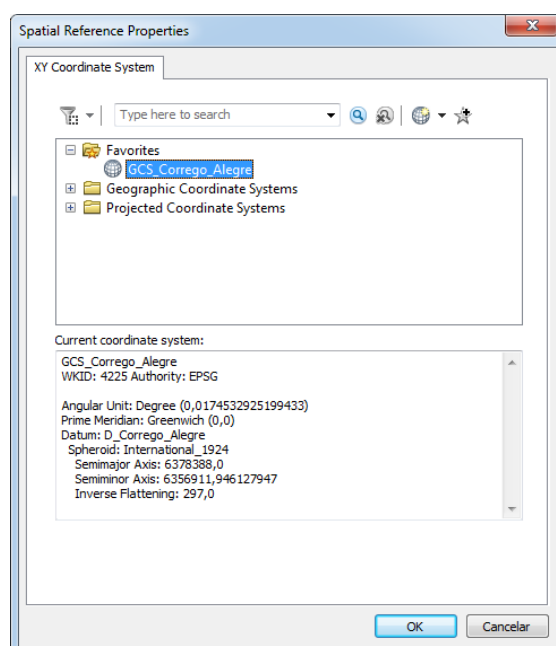 Spatial Reference Properties
XY Coordinate System
Type here to search
Favorites
GCS_Corrego_Alegre
Geographic Coordinate Systems
Projected Coordinate Systems
Current coordinate system:
GCS_Corrego_Alegre
WKID: 4225 Authority: EPSG
Angular Unit: Degree (0,0174532925199433)
Prime Meridian: Greenwich (0,0)
Datum: D_Corrego_Alegre
Spheroid: International_1924
Semimajor Axis: 6378388,0
Semiminor Axis: 6356911,946127947
Inverse Flattening: 297,0
OK Cancelar